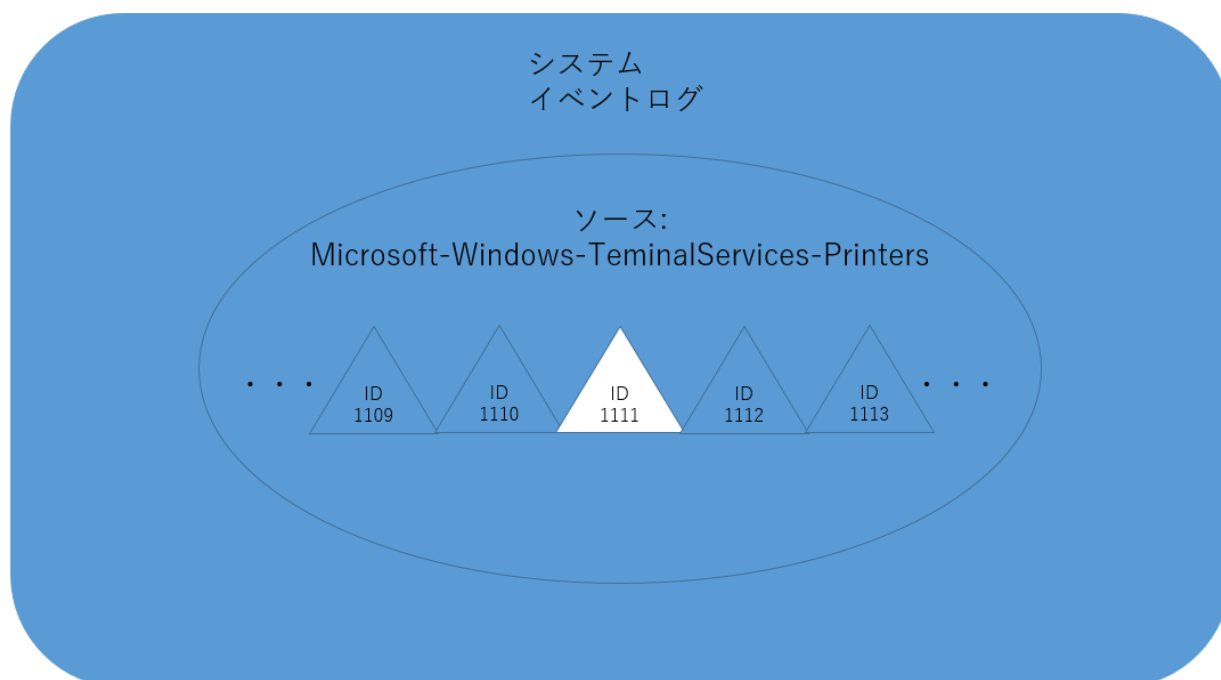 システム
イベントログ
ソース:
Microsoft-Windows-TeminalServices-Printers
・・・
ID
1109
ID
1110
ID
1111
ID
1112
ID
1113
・・・